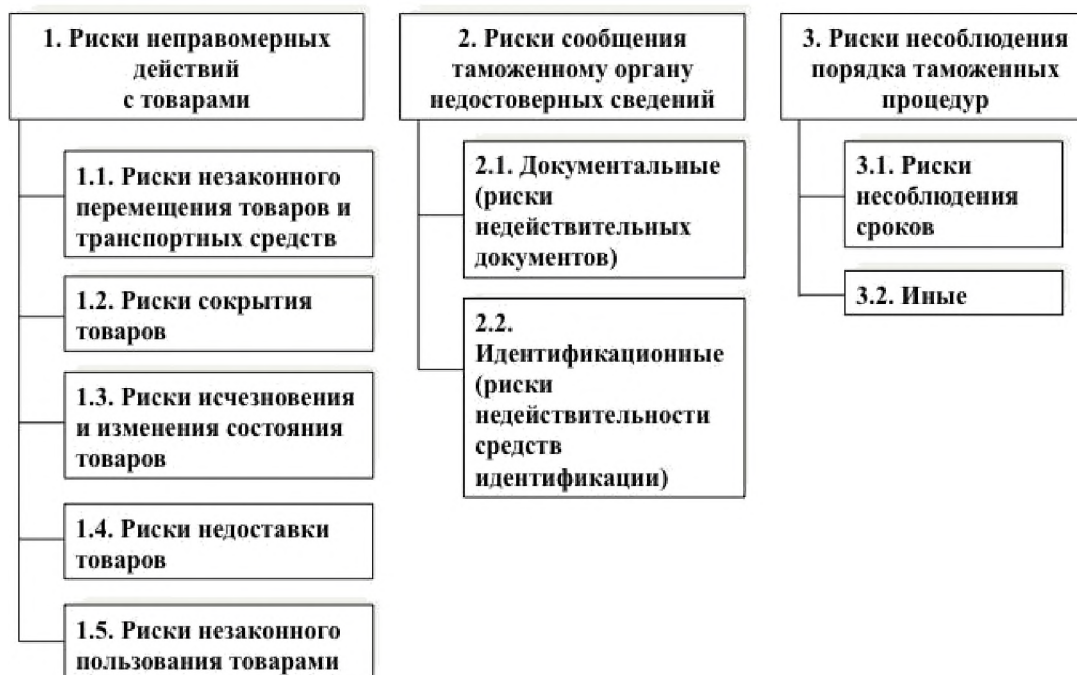 1. Риски неправомерных
действий
с товарами
1.1. Риски незаконного
перемещения товаров и
транспортных средств
1.2. Риски сокрытия
товаров
1.3. Риски исчезновения
и изменения состояния
товаров
1.4. Риски недоставки
товаров
1.5. Риски незаконного
пользования товарами
2. Риски сообщения
таможенному органу
недостоверных сведений
2.1. Документальные
(риски
недействительных
документов)
2.2.
Идентификационные
(риски
недействительности
средств
идентификации)
3. Риски несоблюдения
порядка таможенных
процедур
3.1. Риски
несоблюдения
сроков
3.2. Иные